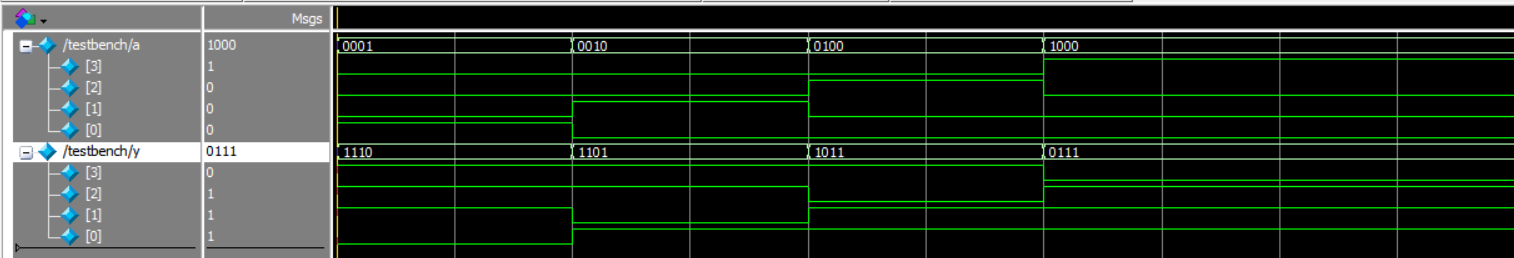 Msgs
/testbench/a 1000 0001 0010 0100 1000
[3] 1
[2] 0
[1] 0
[0] 0
/testbench/y 0111 1110 1101 1011 0111
[3] 0
[2] 1
[1] 1
[0] 1